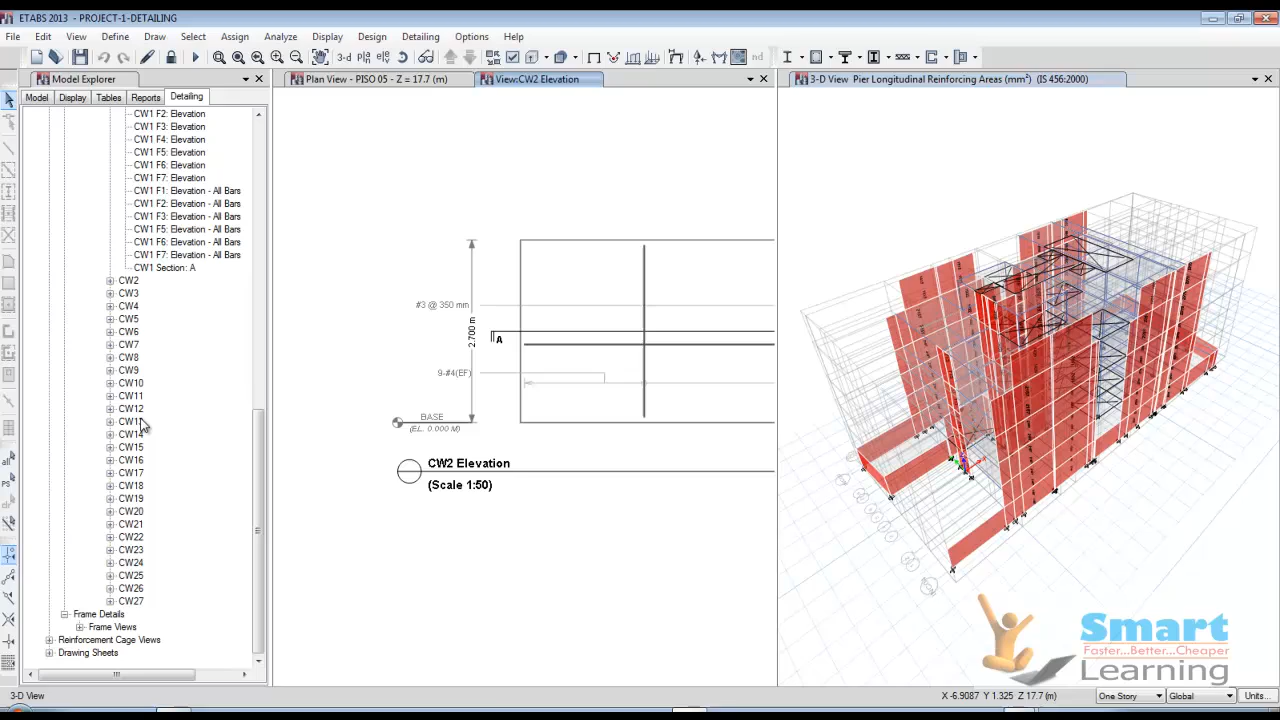 ETABS 2013 - PROJECT-1-DETAILING
File Edit View Define Draw Select Assign Analyze Display Design Detailing Options Help
3-d nd
Model Explorer
Plan View - PISO 05 - Z = 17.7 (m)
View:CW2 Elevation
3-D View Pier Longitudinal Reinforcing Areas (mm²) (IS 456:2000)
Model Display Tables Reports Detailing
CW1 F2: Elevation
CW1 F3: Elevation
CW1 F4: Elevation
CW1 F5: Elevation
CW1 F6: Elevation
CW1 F7: Elevation
CW1 F1: Elevation - All Bars
CW1 F2: Elevation - All Bars
CW1 F3: Elevation - All Bars
CW1 F5: Elevation - All Bars
CW1 F6: Elevation - All Bars
CW1 F7: Elevation - All Bars
CW1 Section: A
CW2
CW3
CW4
CW5
CW6
CW7
CW8
CW9
CW10
CW11
CW12
CW13
CW14
CW15
CW16
CW17
CW18
CW19
CW20
CW21
CW22
CW23
CW24
CW25
CW26
CW27
Frame Details
Frame Views
Reinforcement Cage Views
Drawing Sheets
#3 @ 350 mm
2.700 m
A
9-#4(EF)
BASE
(EL. 0.000 M)
CW2 Elevation
(Scale 1:50)
Smart
Faster...Better...Cheaper
Learning
3-D View
X -6.9087 Y 1.325 Z 17.7 (m)
One Story
Global
Units...